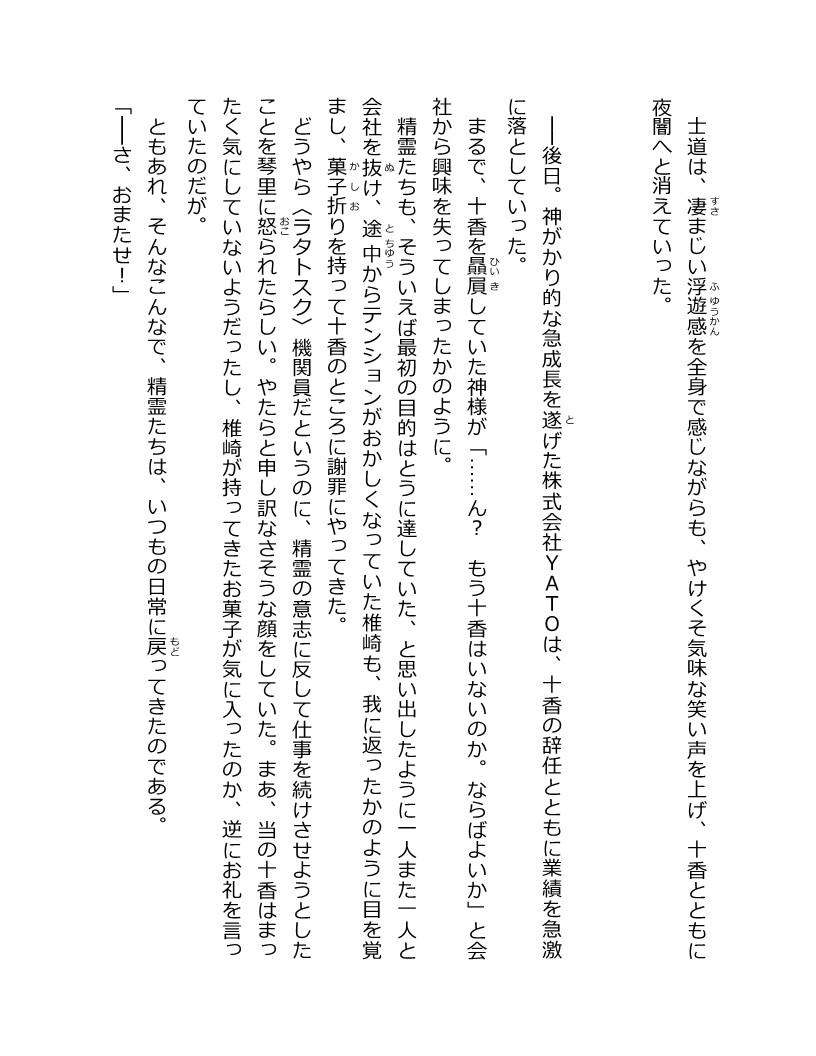 士道は、凄まじい浮遊感を全身で感じながらも、やけくそ気味な笑い声を上げ、十香とともに
夜闇へと消えていった。
――後日。神がかり的な急成長を遂げた株式会社ＹＡＴＯは、十香の辞任とともに業績を急激
に落としていった。
まるで、十香を贔屓していた神様が「……ん？　もう十香はいないのか。ならばよいか」と会
社から興味を失ってしまったかのように。
精霊たちも、そういえば最初の目的はとうに達していた、と思い出したように一人また一人と
会社を抜け、途中からテンションがおかしくなっていた椎崎も、我に返ったかのように目を覚
まし、菓子折りを持って十香のところに謝罪にやってきた。
どうやら〈ラタトスク〉機関員だというのに、精霊の意志に反して仕事を続けさせようとした
ことを琴里に怒られたらしい。やたらと申し訳なさそうな顔をしていた。まあ、当の十香はまっ
たく気にしていないようだったし、椎崎が持ってきたお菓子が気に入ったのか、逆にお礼を言っ
ていたのだが。
ともあれ、そんなこんなで、精霊たちは、いつもの日常に戻ってきたのである。
「――さ、おまたせ！」